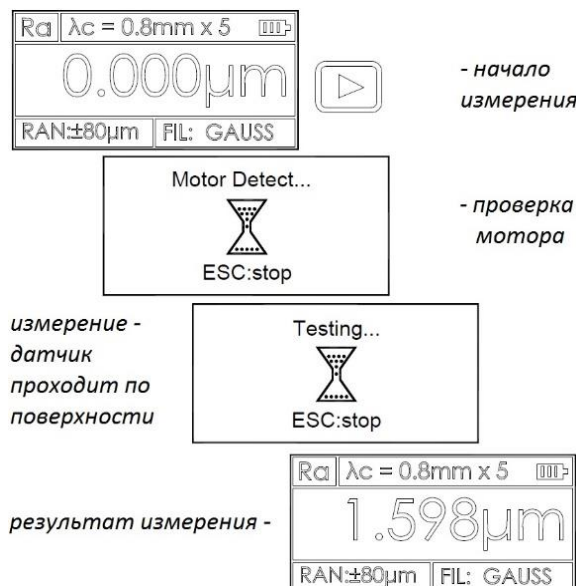 Ra λc = 0.8mm x 5
0.000μm
RAN:±80μm FIL: GAUSS
- начало
измерения
Motor Detect...
ESC:stop
- проверка
мотора
измерение -
датчик
проходит по
поверхности
Testing...
ESC:stop
результат измерения -
Ra λc = 0.8mm x 5
1.598μm
RAN:±80μm FIL: GAUSS